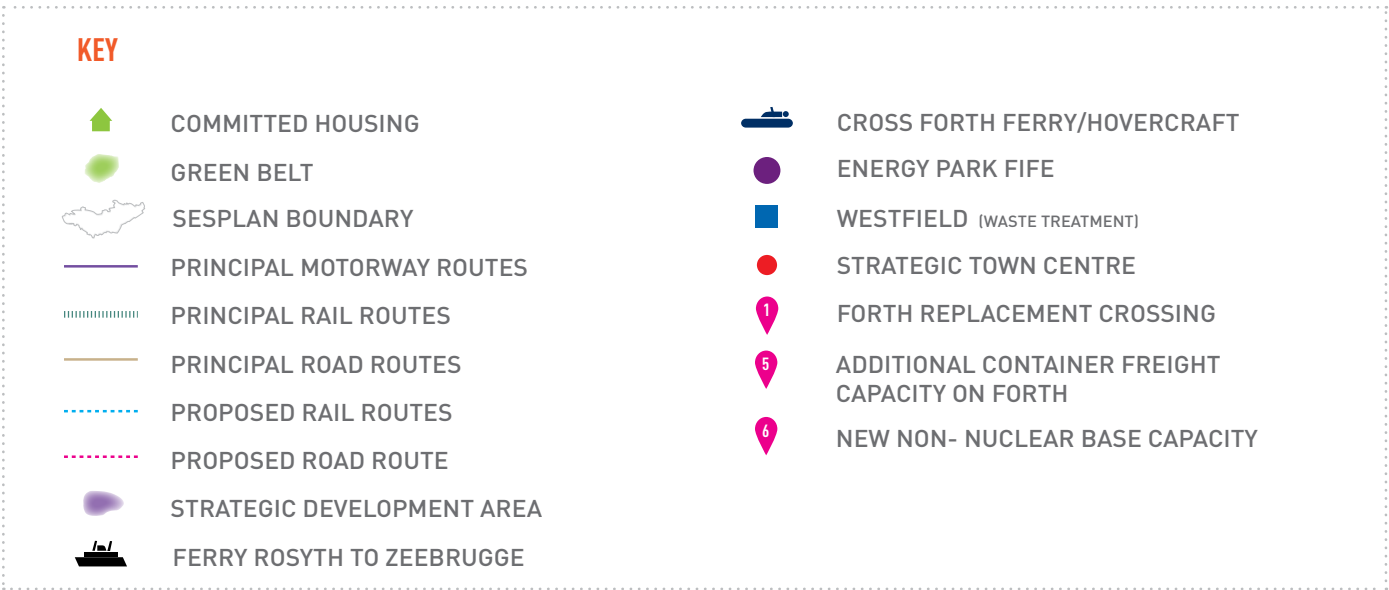 KEY
COMMITTED HOUSING
GREEN BELT
SESPLAN BOUNDARY
PRINCIPAL MOTORWAY ROUTES
PRINCIPAL RAIL ROUTES
PRINCIPAL ROAD ROUTES
PROPOSED RAIL ROUTES
PROPOSED ROAD ROUTE
STRATEGIC DEVELOPMENT AREA
FERRY ROSYTH TO ZEEBRUGGE
CROSS FORTH FERRY/HOVERCRAFT
ENERGY PARK FIFE
WESTFIELD (WASTE TREATMENT)
STRATEGIC TOWN CENTRE
1 FORTH REPLACEMENT CROSSING
5 ADDITIONAL CONTAINER FREIGHT
CAPACITY ON FORTH
6 NEW NON- NUCLEAR BASE CAPACITY